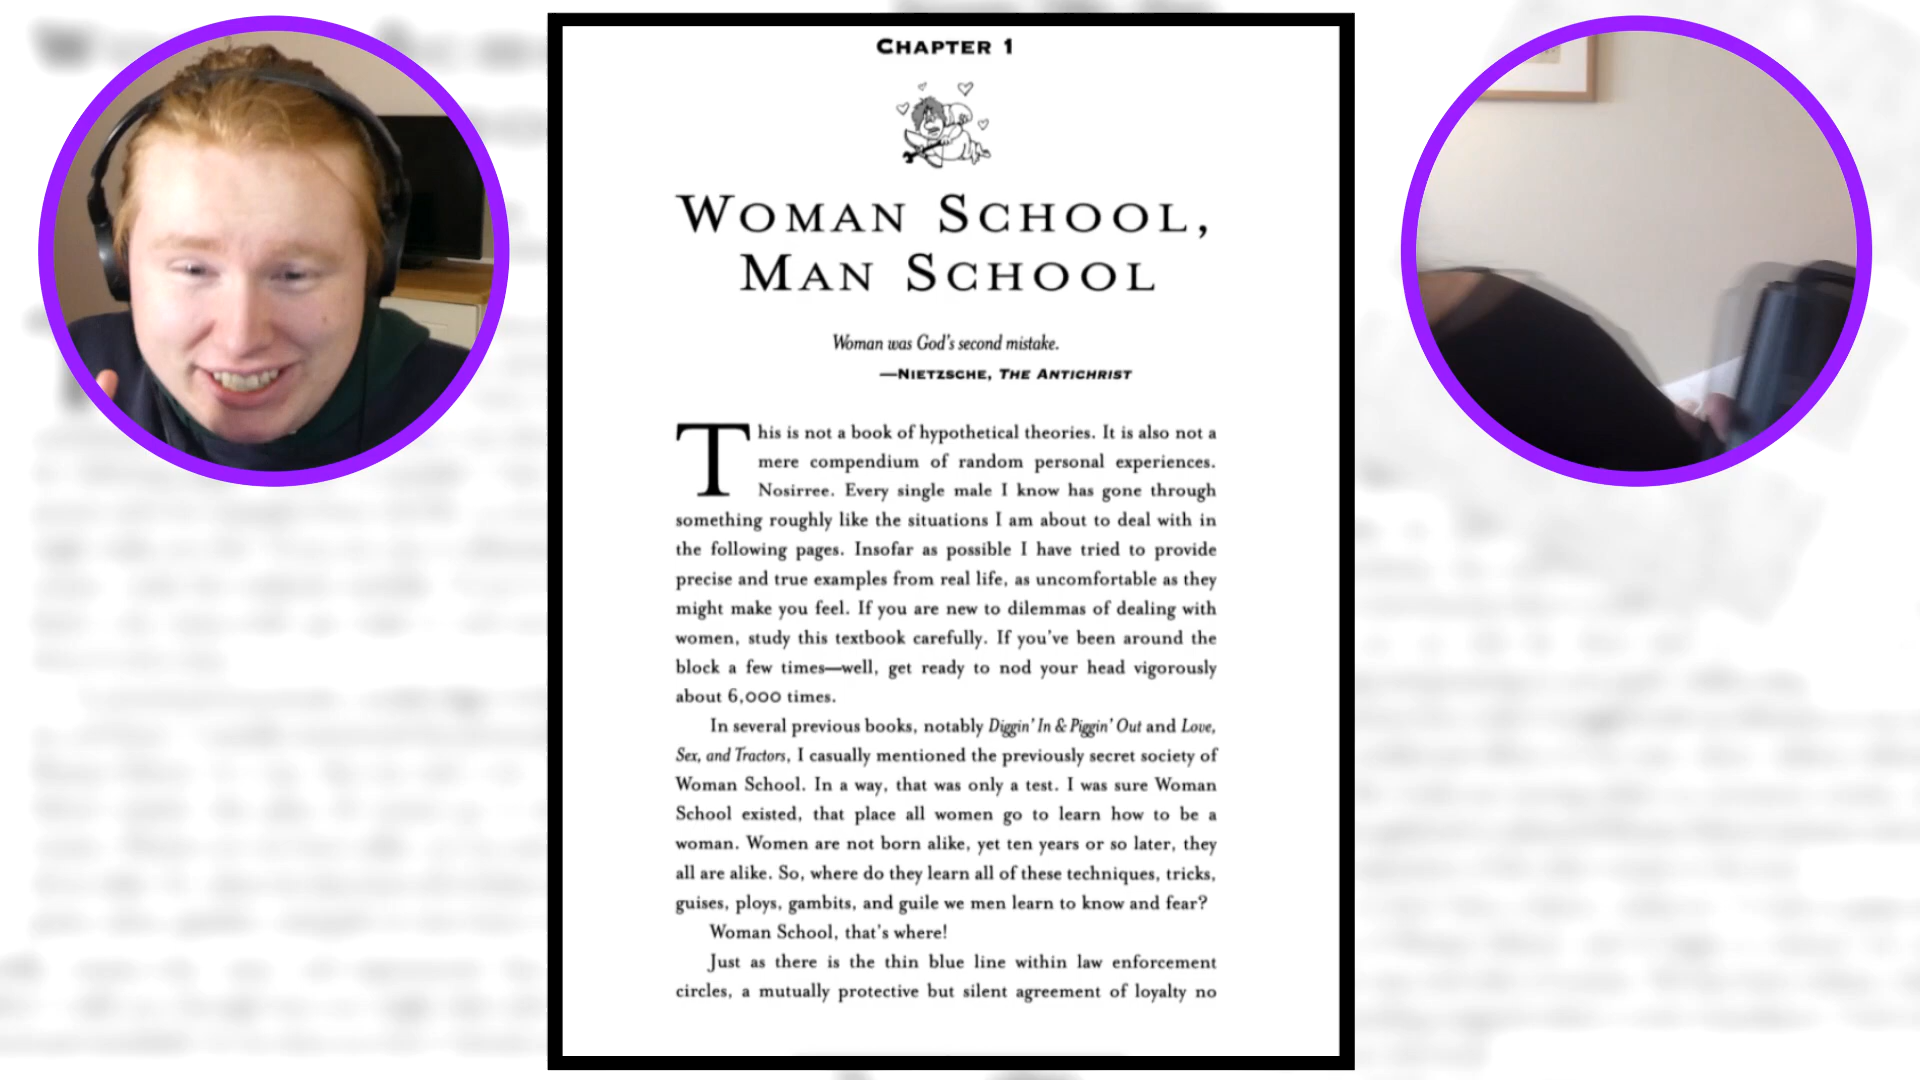 CHAPTER 1
WOMAN SCHOOL,
MAN SCHOOL
Woman was God's second mistake.
—NIETZSCHE, THE ANTICHRIST
This is not a book of hypothetical theories. It is also not a
mere compendium of random personal experiences.
Nosirree. Every single male I know has gone through
something roughly like the situations I am about to deal with in
the following pages. Insofar as possible I have tried to provide
precise and true examples from real life, as uncomfortable as they
might make you feel. If you are new to dilemmas of dealing with
women, study this textbook carefully. If you've been around the
block a few times—well, get ready to nod your head vigorously
about 6,000 times.
In several previous books, notably Diggin' In & Piggin' Out and Love,
Sex, and Tractors, I casually mentioned the previously secret society of
Woman School. In a way, that was only a test. I was sure Woman
School existed, that place all women go to learn how to be a
woman. Women are not born alike, yet ten years or so later, they
all are alike. So, where do they learn all of these techniques, tricks,
guises, ploys, gambits, and guile we men learn to know and fear?
Woman School, that's where!
Just as there is the thin blue line within law enforcement
circles, a mutually protective but silent agreement of loyalty no